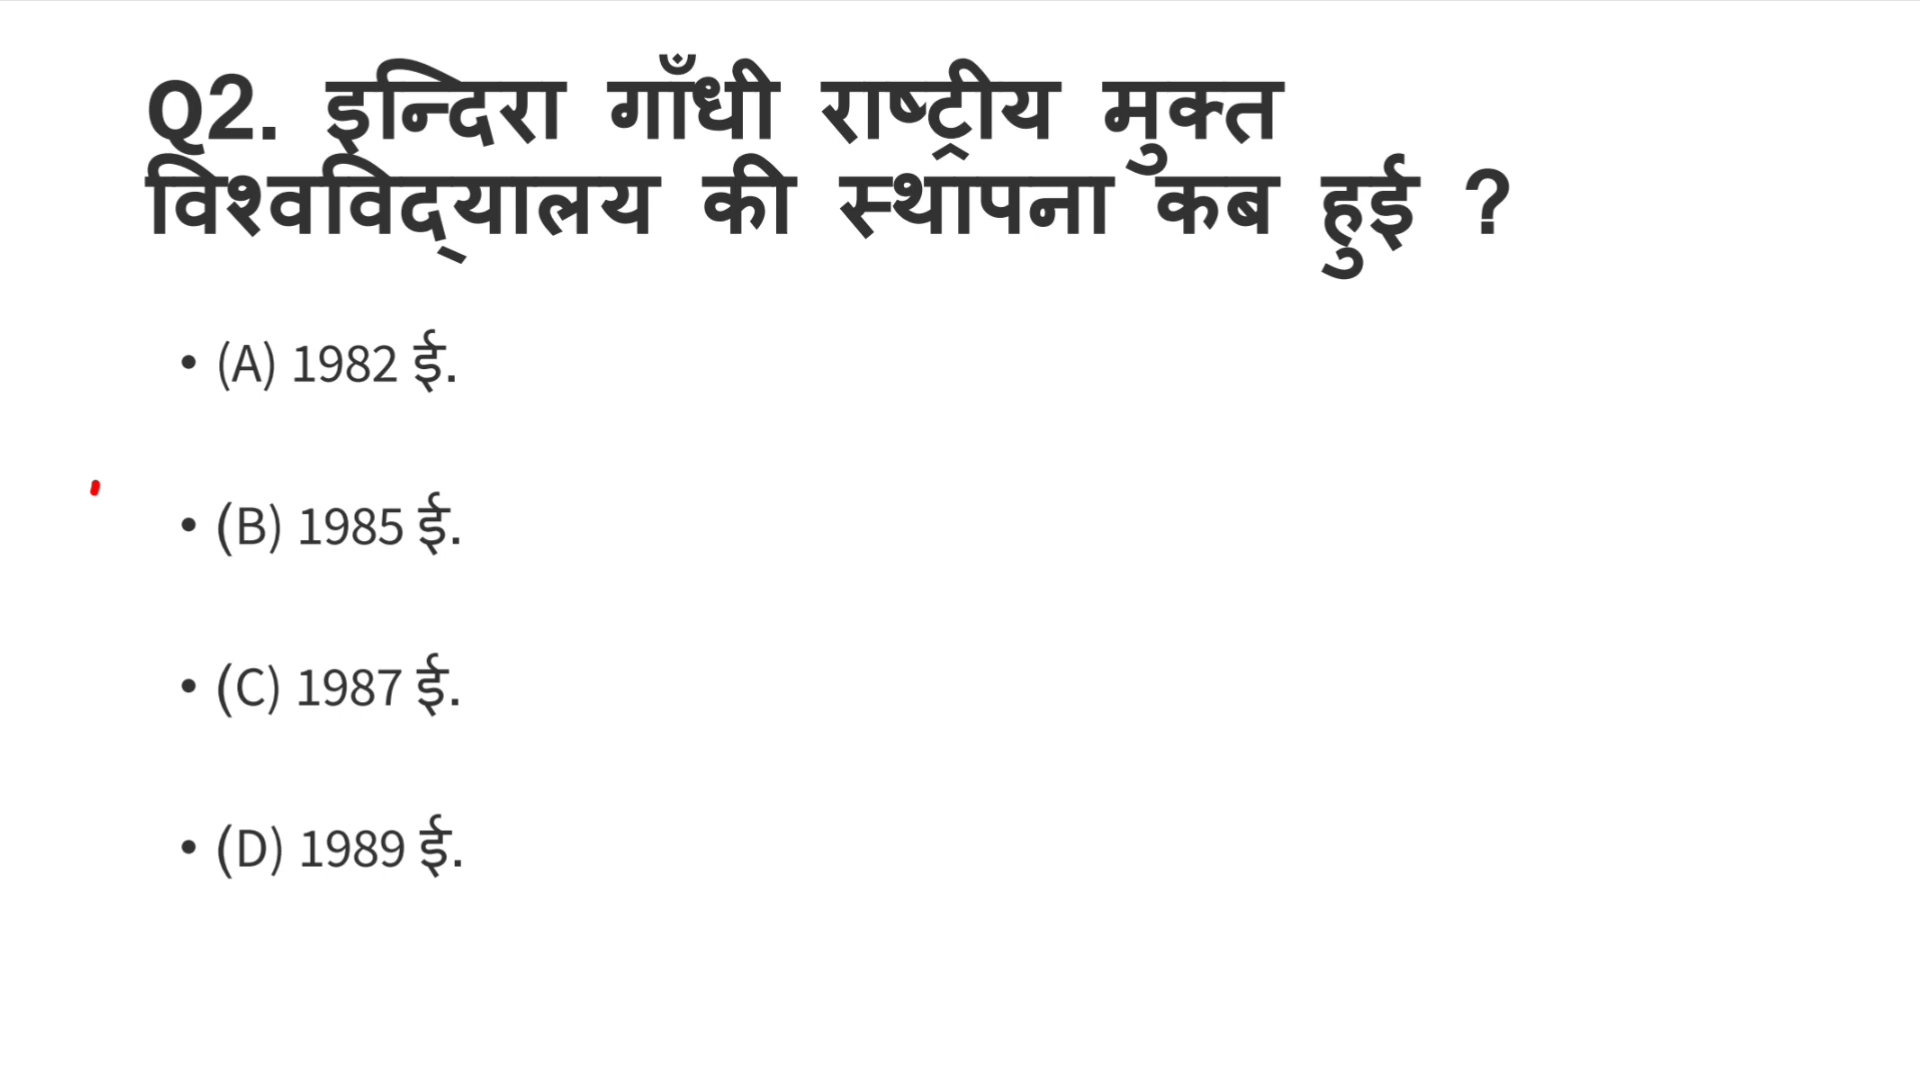 Q2. इन्दिरा गाँधी राष्ट्रीय मुक्त
विश्वविद्‌यालय की स्थापना कब हुई ?
• (A) 1982 ई.
• (B) 1985 ई.
• (C) 1987 ई.
• (D) 1989 ई.